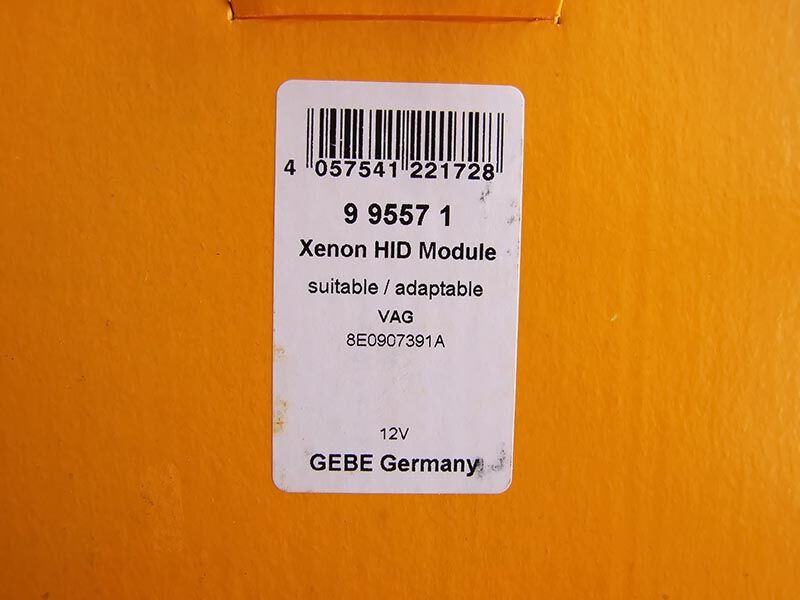 4 057541 221728
9 9557 1
Xenon HID Module
suitable / adaptable
VAG
8E0907391A
12V
GEBE Germany